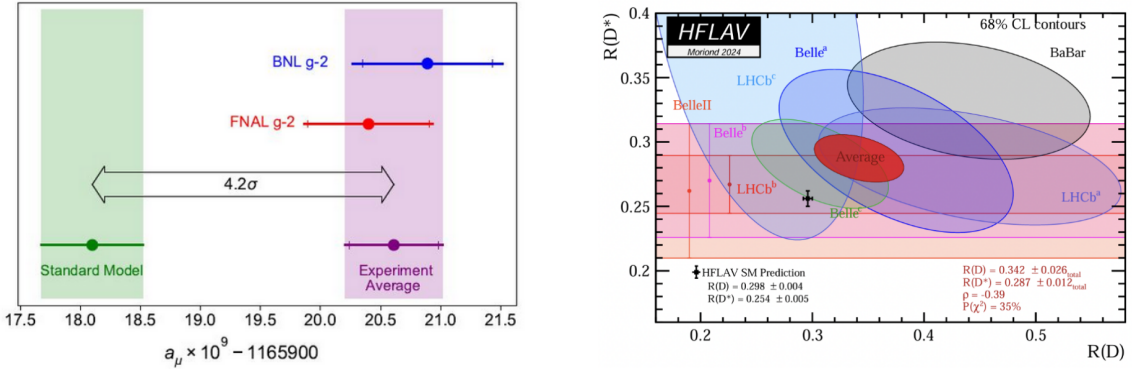 BNL g-2
FNAL g-2
4.2σ
Standard Model
Experiment
Average
17.5 18.0 18.5 19.0 19.5 20.0 20.5 21.0 21.5
aμ × 10⁹ − 1165900
R(D*)
0.4
0.35
0.3
0.25
0.2
HFLAV
Moriond 2024
68% CL contours
Belleᵃ
BaBar
LHCbᶜ
BelleII
Belleᵇ
Average
LHCbᵇ
LHCbᵃ
Belleᶜ
HFLAV SM Prediction
R(D) = 0.298 ± 0.004
R(D*) = 0.254 ± 0.005
R(D) = 0.342 ± 0.026total
R(D*) = 0.287 ± 0.012total
ρ = -0.39
P(χ²) = 35%
0.2 0.3 0.4 0.5
R(D)